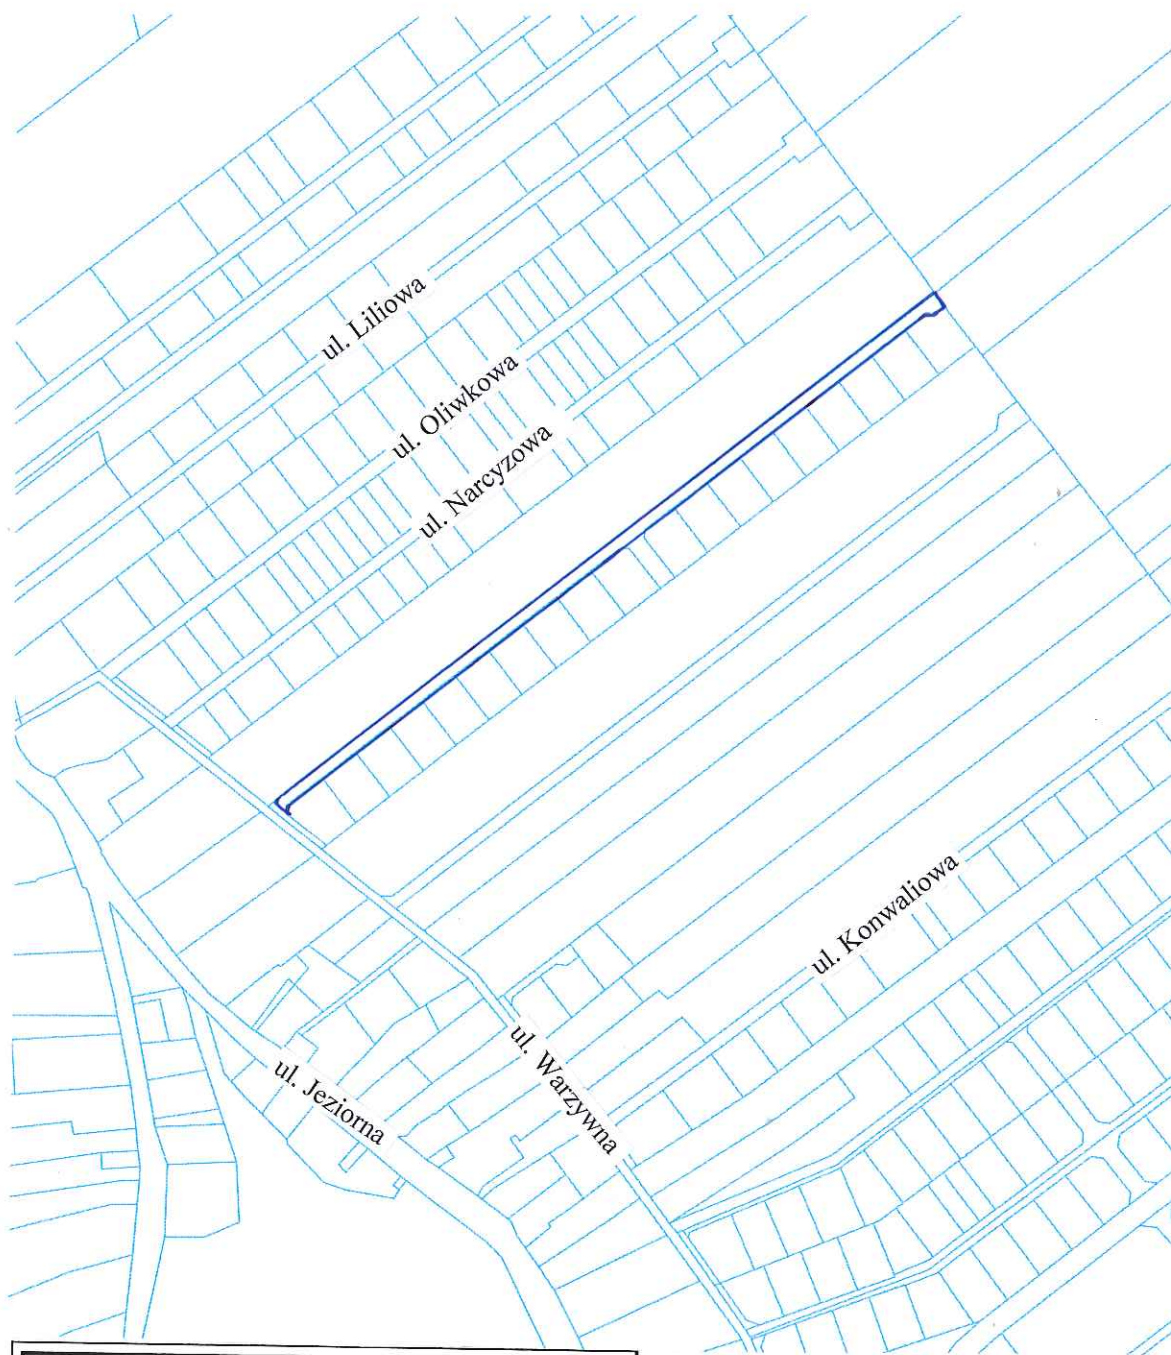 ul. Liliowa
ul. Oliwkowa
ul. Narcyzowa
ul. Konwaliowa
ul. Warzywna
ul. Jeziorna